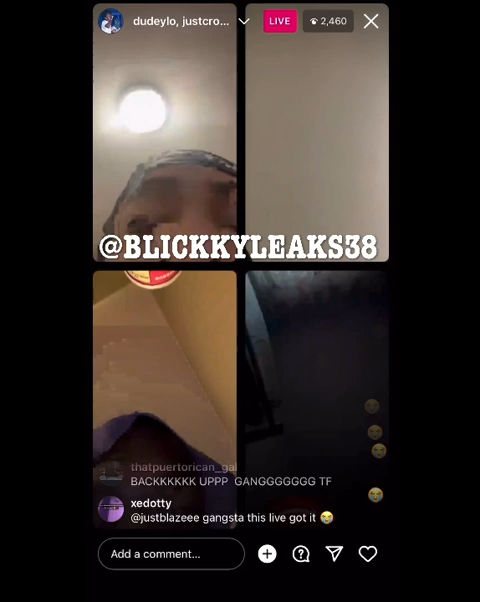 dudeylo, justcro...
LIVE
2,460
@BLICKKYLEAKS38
thatpuertorican_gal
BACKKKKKK UPPP GANGGGGGGG TF
xedotty
@justblazeee gangsta this live got it 😭
Add a comment...